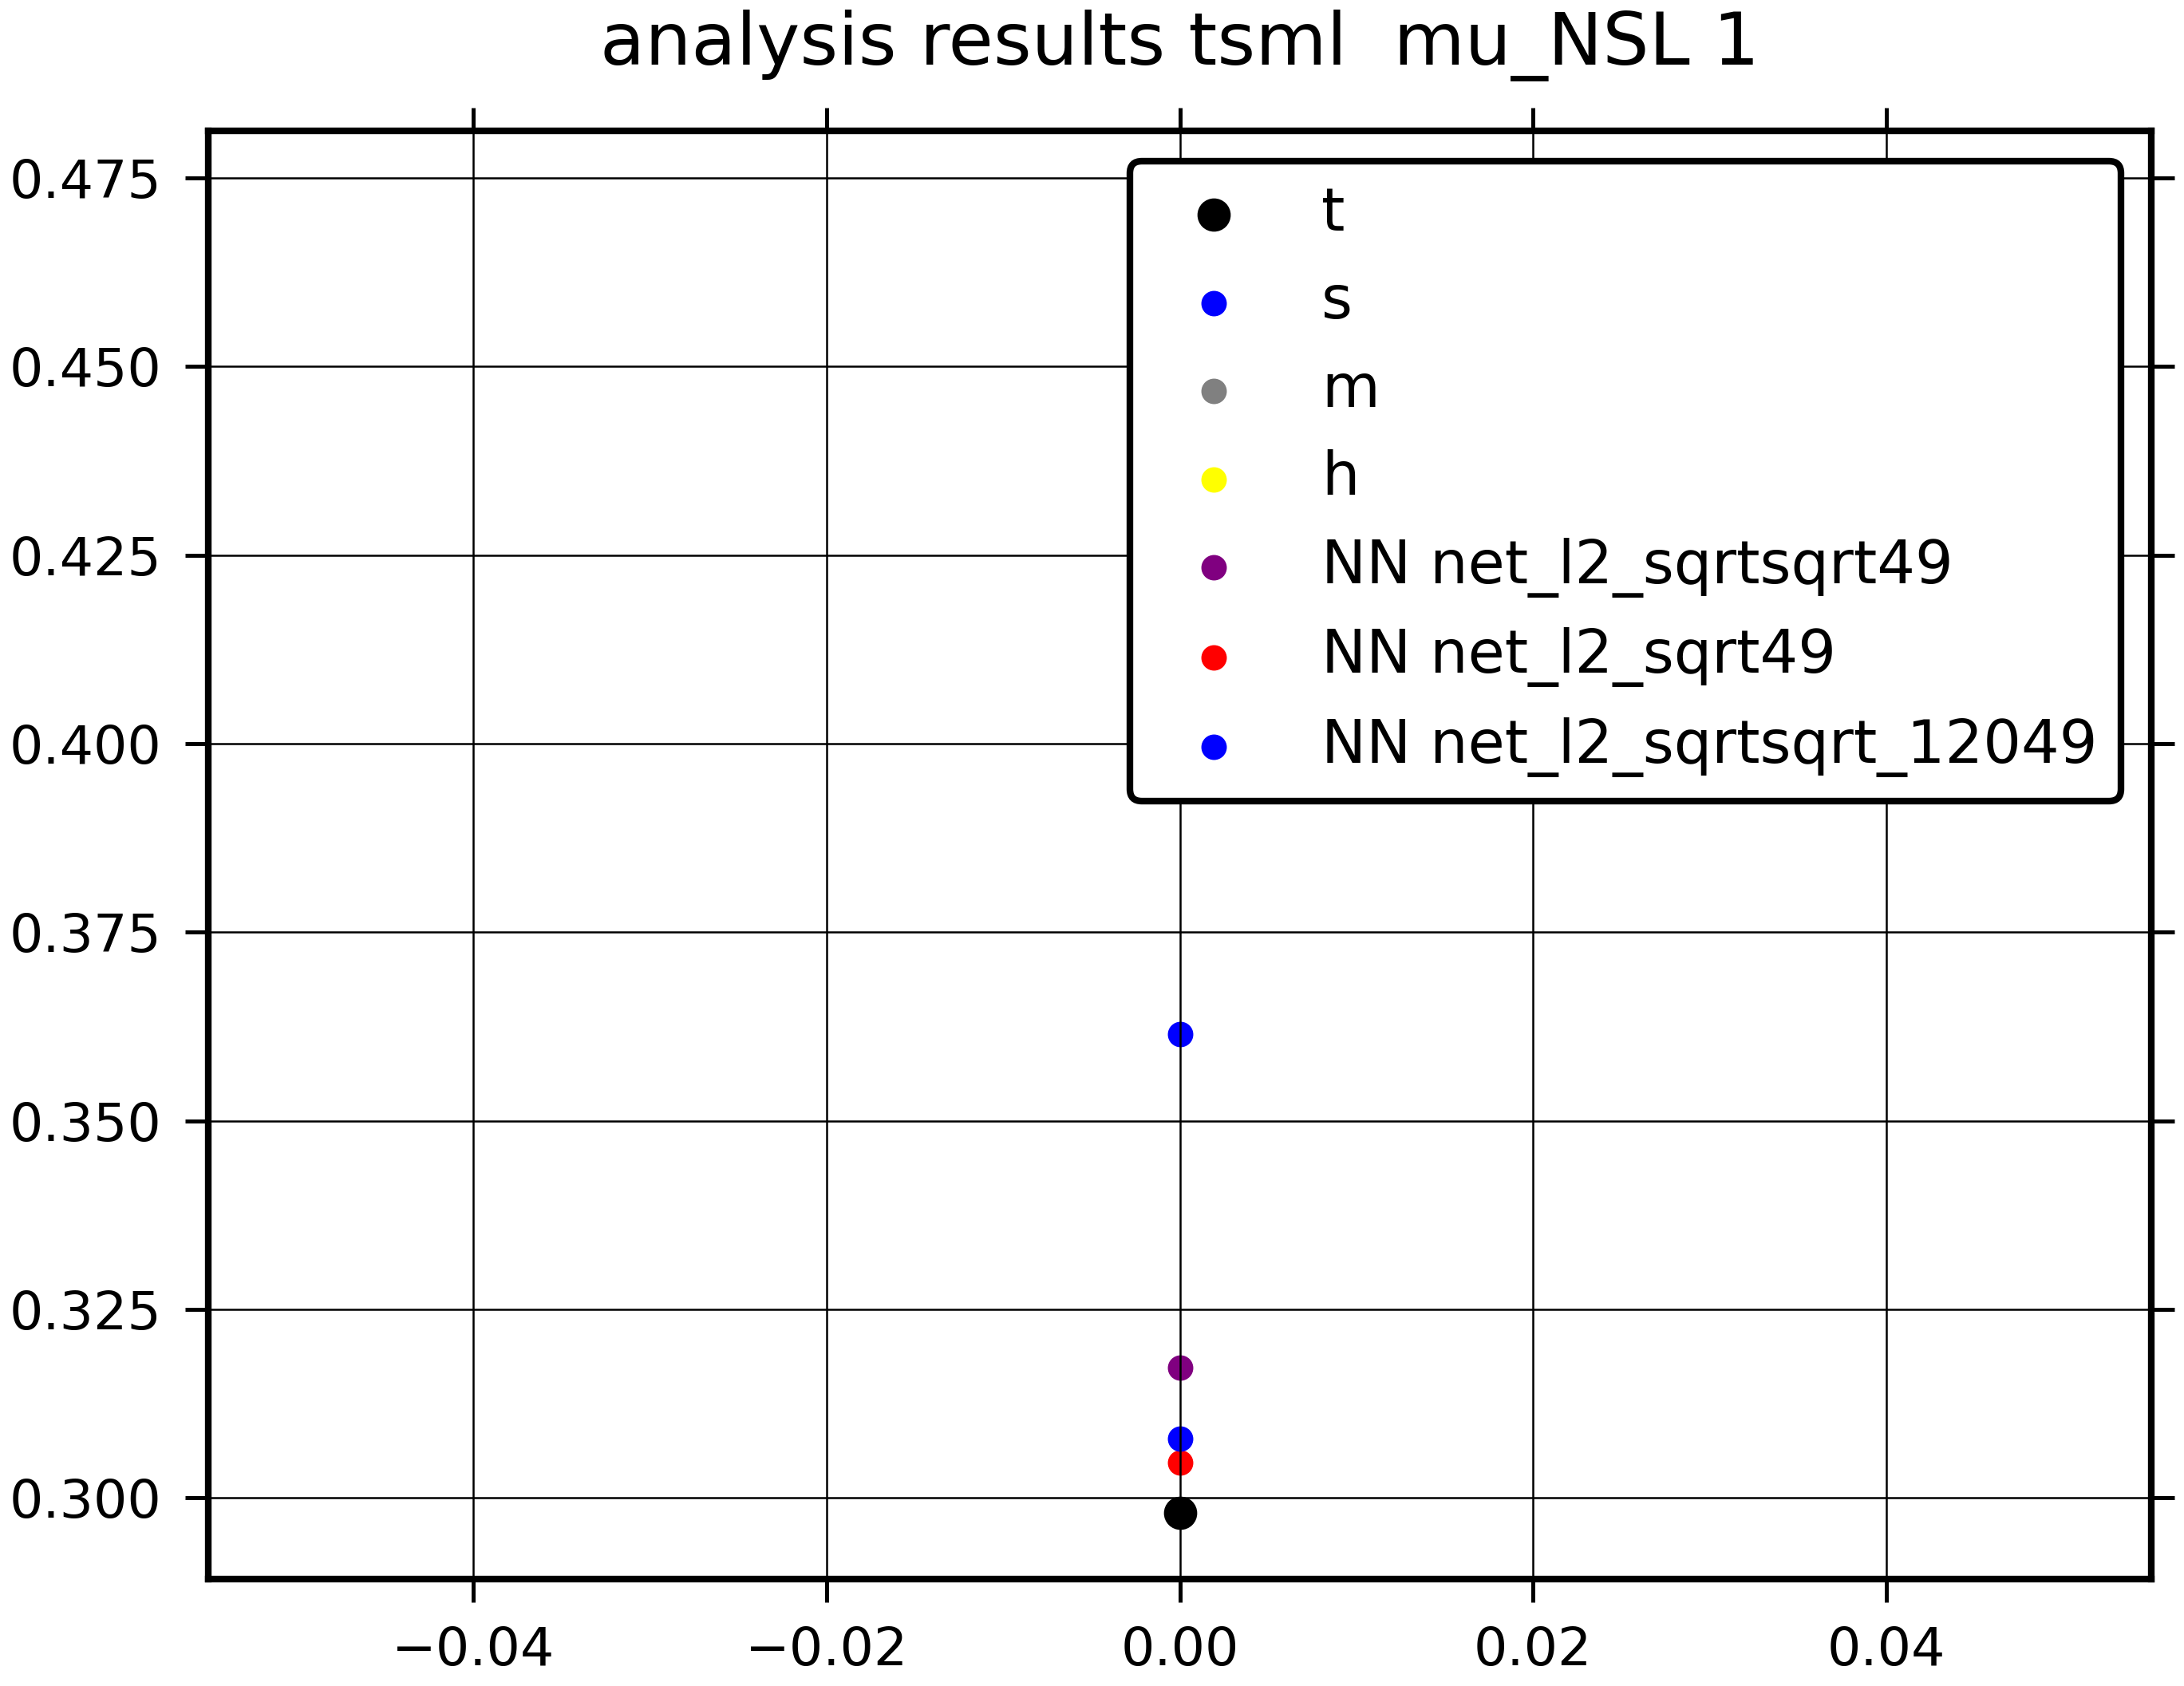 analysis results tsml  mu_NSL 1
0.475
0.450
0.425
0.400
0.375
0.350
0.325
0.300
t
s
m
h
NN net_l2_sqrtsqrt49
NN net_l2_sqrt49
NN net_l2_sqrtsqrt_12049
−0.04
−0.02
0.00
0.02
0.04